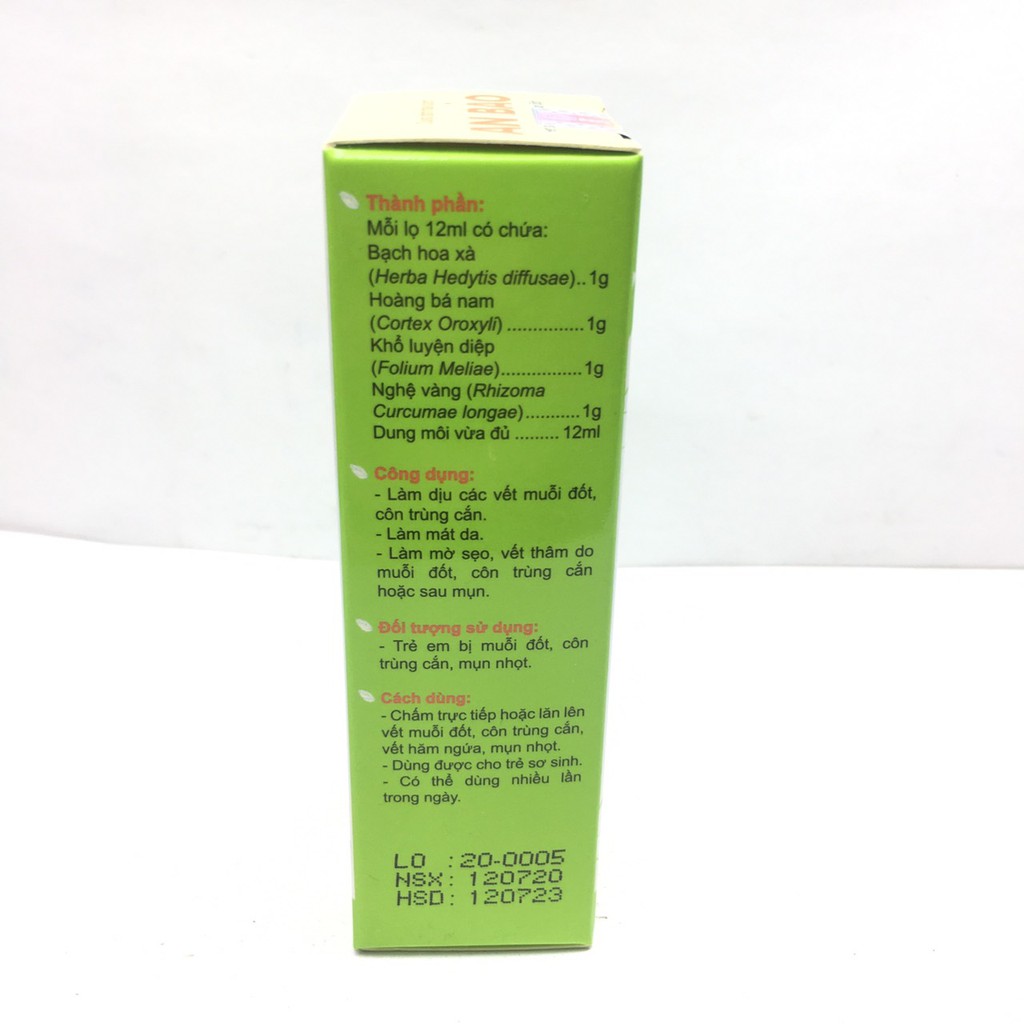 AN BAO
Thành phần:
Mỗi lọ 12ml có chứa:
Bạch hoa xà
(Herba Hedytis diffusae)..1g
Hoàng bá nam
(Cortex Oroxyli) ...............1g
Khổ luyện diệp
(Folium Meliae)................1g
Nghệ vàng (Rhizoma
Curcumae longae)...........1g
Dung môi vừa đủ ......... 12ml
Công dụng:
- Làm dịu các vết muỗi đốt,
côn trùng cắn.
- Làm mát da.
- Làm mờ sẹo, vết thâm do
muỗi đốt, côn trùng cắn
hoặc sau mụn.
Đối tượng sử dụng:
- Trẻ em bị muỗi đốt, côn
trùng cắn, mụn nhọt.
Cách dùng:
- Chấm trực tiếp hoặc lăn lên
vết muỗi đốt, côn trùng cắn,
vết hăm ngứa, mụn nhọt.
- Dùng được cho trẻ sơ sinh.
- Có thể dùng nhiều lần
trong ngày.
LO : 20-0005
NSX: 120720
HSD: 120723